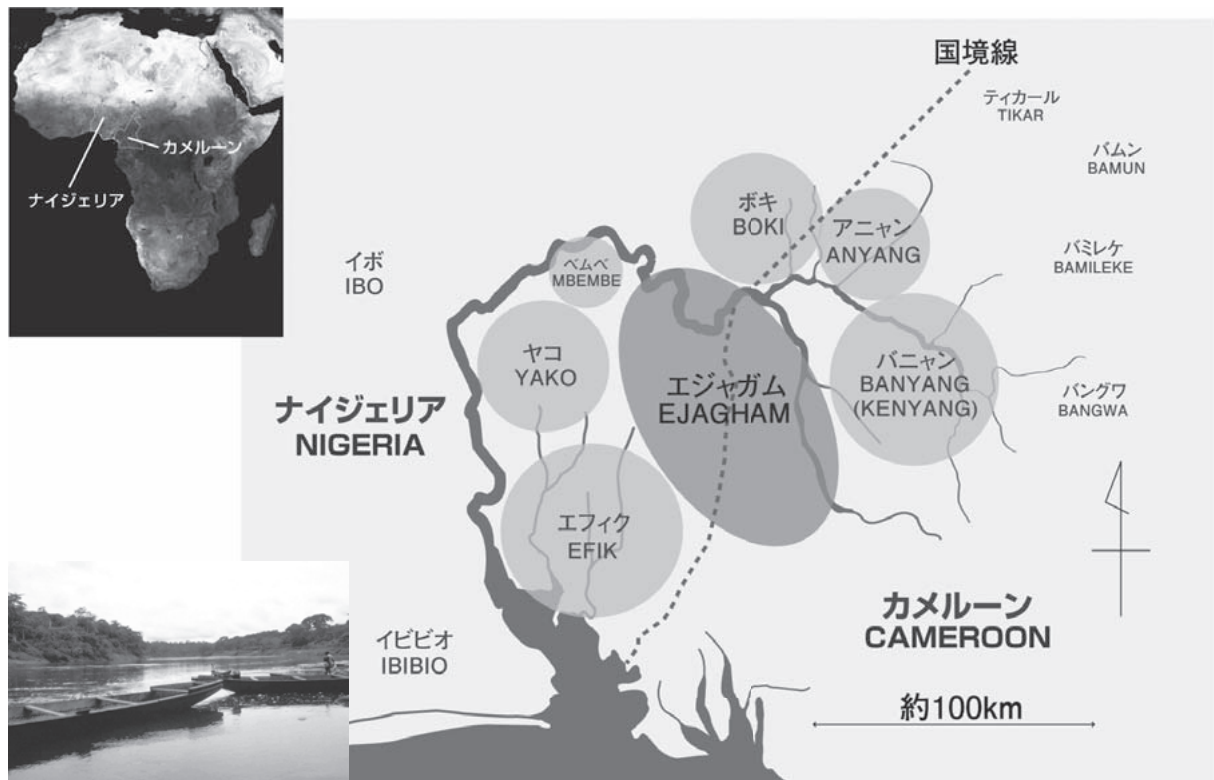 カメルーン
ナイジェリア
国境線
ティカール
TIKAR
バムン
BAMUN
ボキ
BOKI
アニャン
ANYANG
バミレケ
BAMILEKE
イボ
IBO
ベムベ
MBEMBE
ヤコ
YAKO
エジャガム
EJAGHAM
バニャン
BANYANG
(KENYANG)
バングワ
BANGWA
ナイジェリア
NIGERIA
エフィク
EFIK
イビビオ
IBIBIO
カメルーン
CAMEROON
約100km